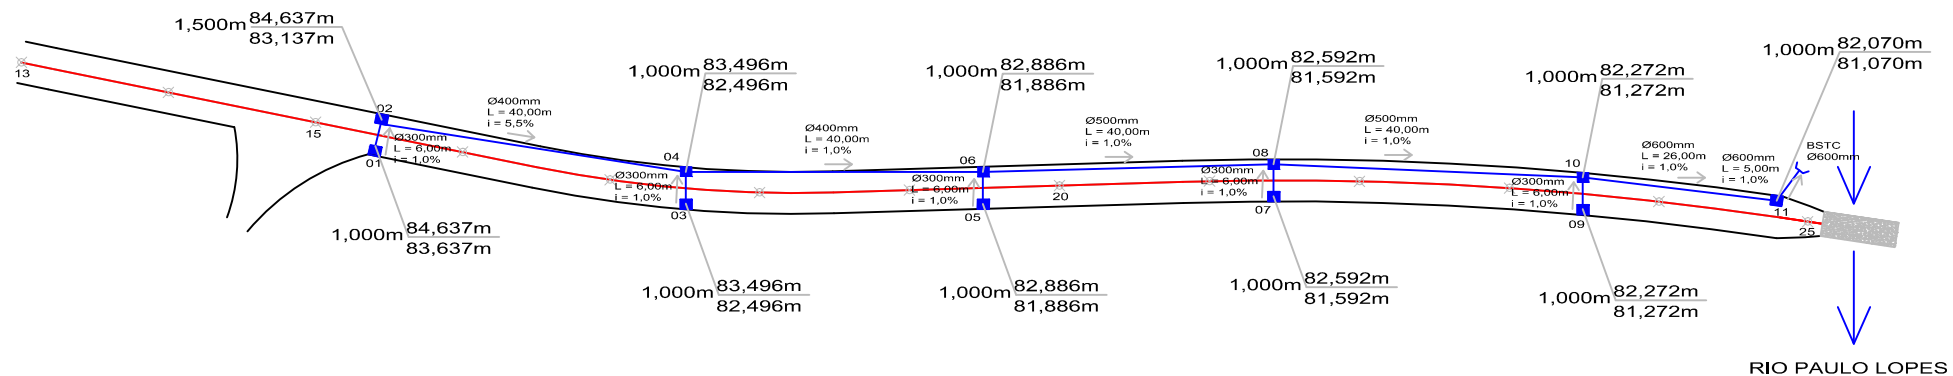 1,500m 84,637m
83,137m
13
15
02
01
Ø300mm
L = 6,00m
i = 1,0%
1,000m 84,637m
83,637m
Ø400mm
L = 40,00m
i = 5,5%
1,000m 83,496m
82,496m
04
Ø300mm
L = 6,00m
i = 1,0%
03
1,000m 83,496m
82,496m
Ø400mm
L = 40,00m
i = 1,0%
1,000m 82,886m
81,886m
06
Ø300mm
L = 6,00m
i = 1,0%
05
1,000m 82,886m
81,886m
20
Ø500mm
L = 40,00m
i = 1,0%
1,000m 82,592m
81,592m
08
Ø300mm
L = 6,00m
i = 1,0%
07
1,000m 82,592m
81,592m
Ø500mm
L = 40,00m
i = 1,0%
1,000m 82,272m
81,272m
10
Ø300mm
L = 6,00m
i = 1,0%
09
1,000m 82,272m
81,272m
Ø600mm
L = 26,00m
i = 1,0%
Ø600mm
L = 5,00m
i = 1,0%
1,000m 82,070m
81,070m
BSTC
Ø600mm
11
25
RIO PAULO LOPES